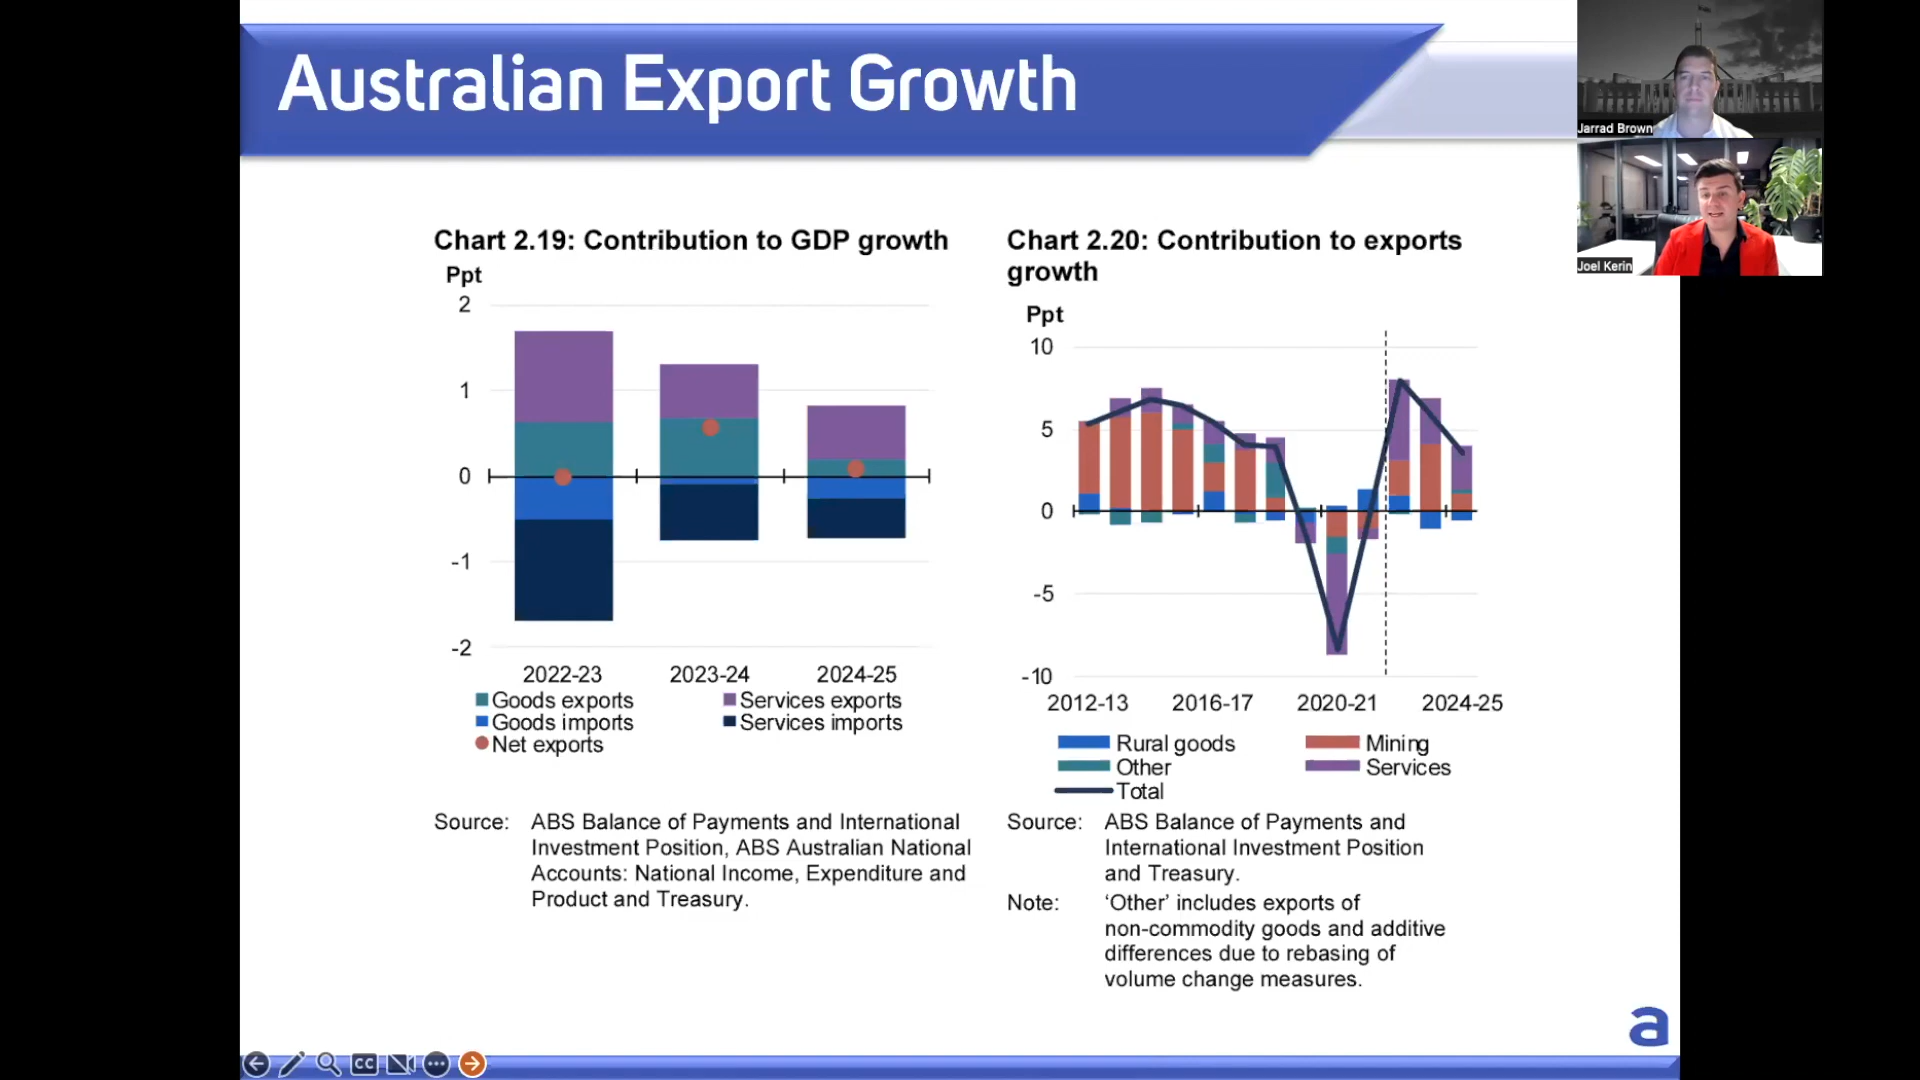 Australian Export Growth
Jarrad Brown
Joel Kerin
Chart 2.19: Contribution to GDP growth
Ppt
2
1
0
-1
-2
2022-23
2023-24
2024-25
Goods exports
Services exports
Goods imports
Services imports
Net exports
Source: ABS Balance of Payments and International
Investment Position, ABS Australian National
Accounts: National Income, Expenditure and
Product and Treasury.
Chart 2.20: Contribution to exports
growth
Ppt
10
5
0
-5
-10
2012-13
2016-17
2020-21
2024-25
Rural goods
Mining
Other
Services
Total
Source: ABS Balance of Payments and
International Investment Position
and Treasury.
Note: ‘Other’ includes exports of
non-commodity goods and additive
differences due to rebasing of
volume change measures.
a
CC